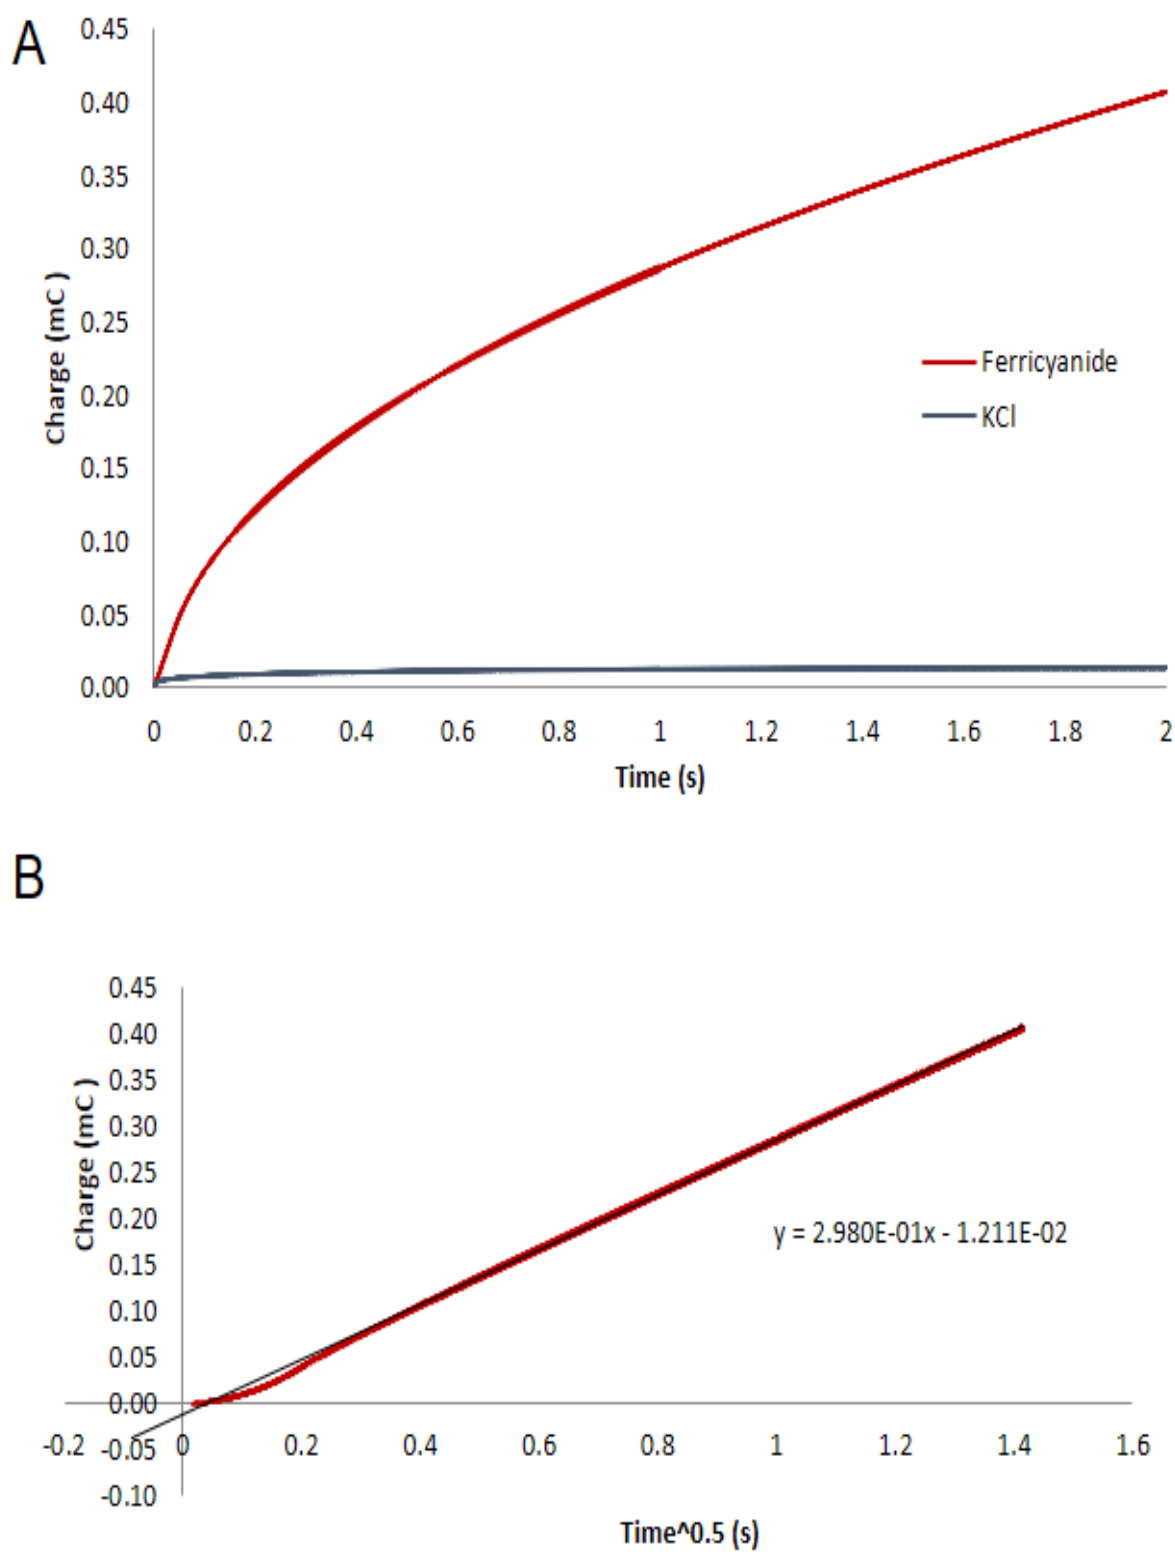 A
0.45
0.40
0.35
0.30
0.25
0.20
0.15
0.10
0.05
0.00
Charge (mC )
Ferricyanide
KCl
0 0.2 0.4 0.6 0.8 1 1.2 1.4 1.6 1.8 2
Time (s)
B
0.45
0.40
0.35
0.30
0.25
0.20
0.15
0.10
0.05
0.00
-0.05
-0.10
Charge (mC )
y = 2.980E-01x - 1.211E-02
-0.2 0 0.2 0.4 0.6 0.8 1 1.2 1.4 1.6
Time^0.5 (s)